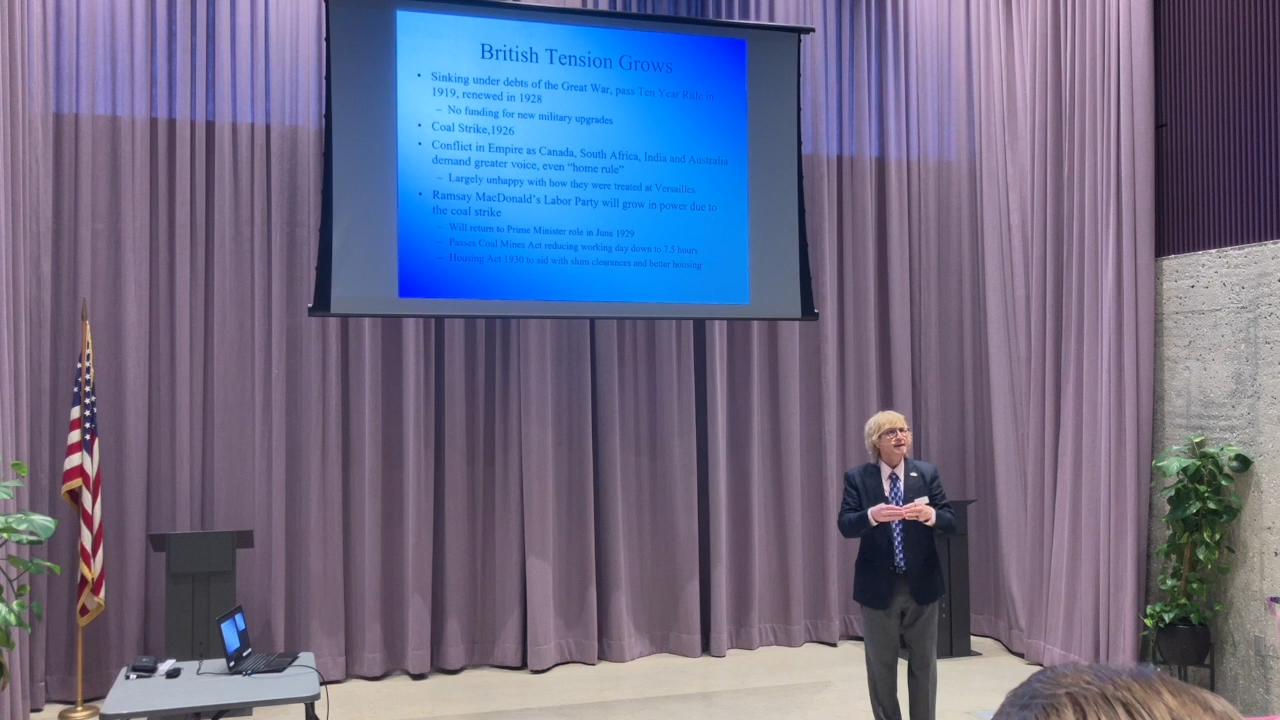 British Tension Grows
• Sinking under debts of the Great War, pass Ten Year Rule in
1919, renewed in 1928
– No funding for new military upgrades
• Coal Strike,1926
• Conflict in Empire as Canada, South Africa, India and Australia
demand greater voice, even “home rule”
– Largely unhappy with how they were treated at Versailles
• Ramsay MacDonald’s Labor Party will grow in power due to
the coal strike
– Will return to Prime Minister role in June 1929
– Passes Coal Mines Act reducing working day down to 7.5 hours
– Housing Act 1930 to aid with slum clearances and better housing